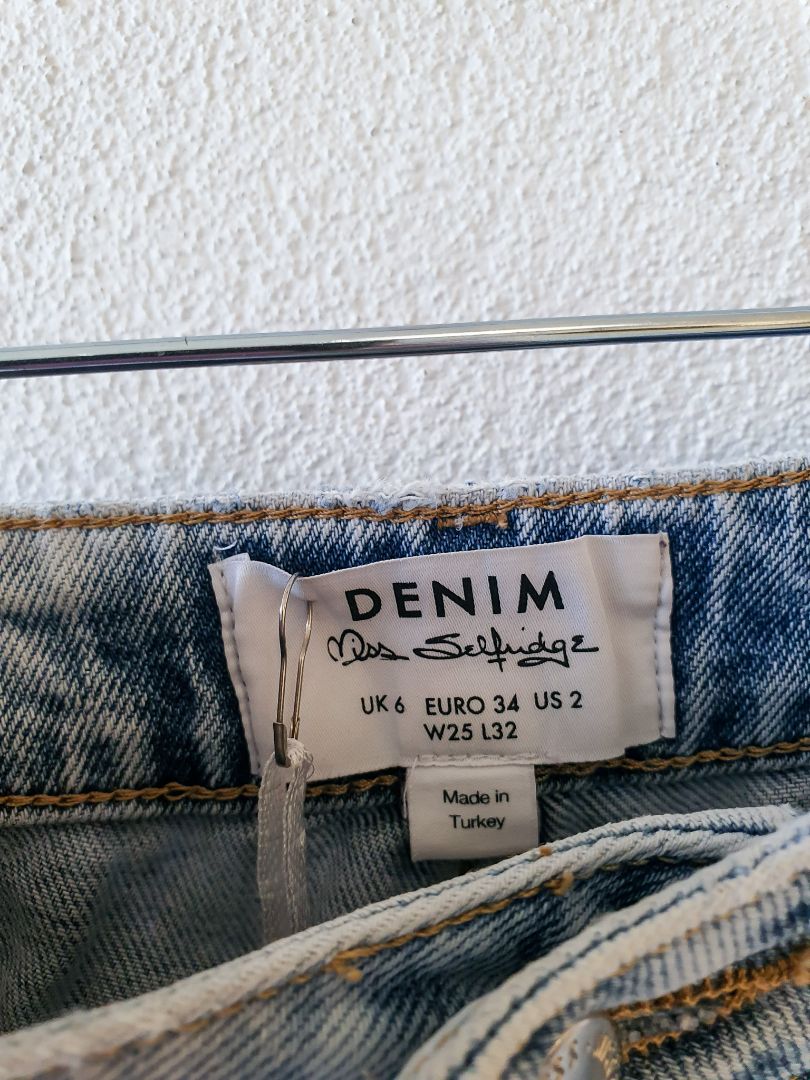 DENIM
Miss Selfridge
UK 6 EURO 34 US 2
W25 L32
Made in
Turkey